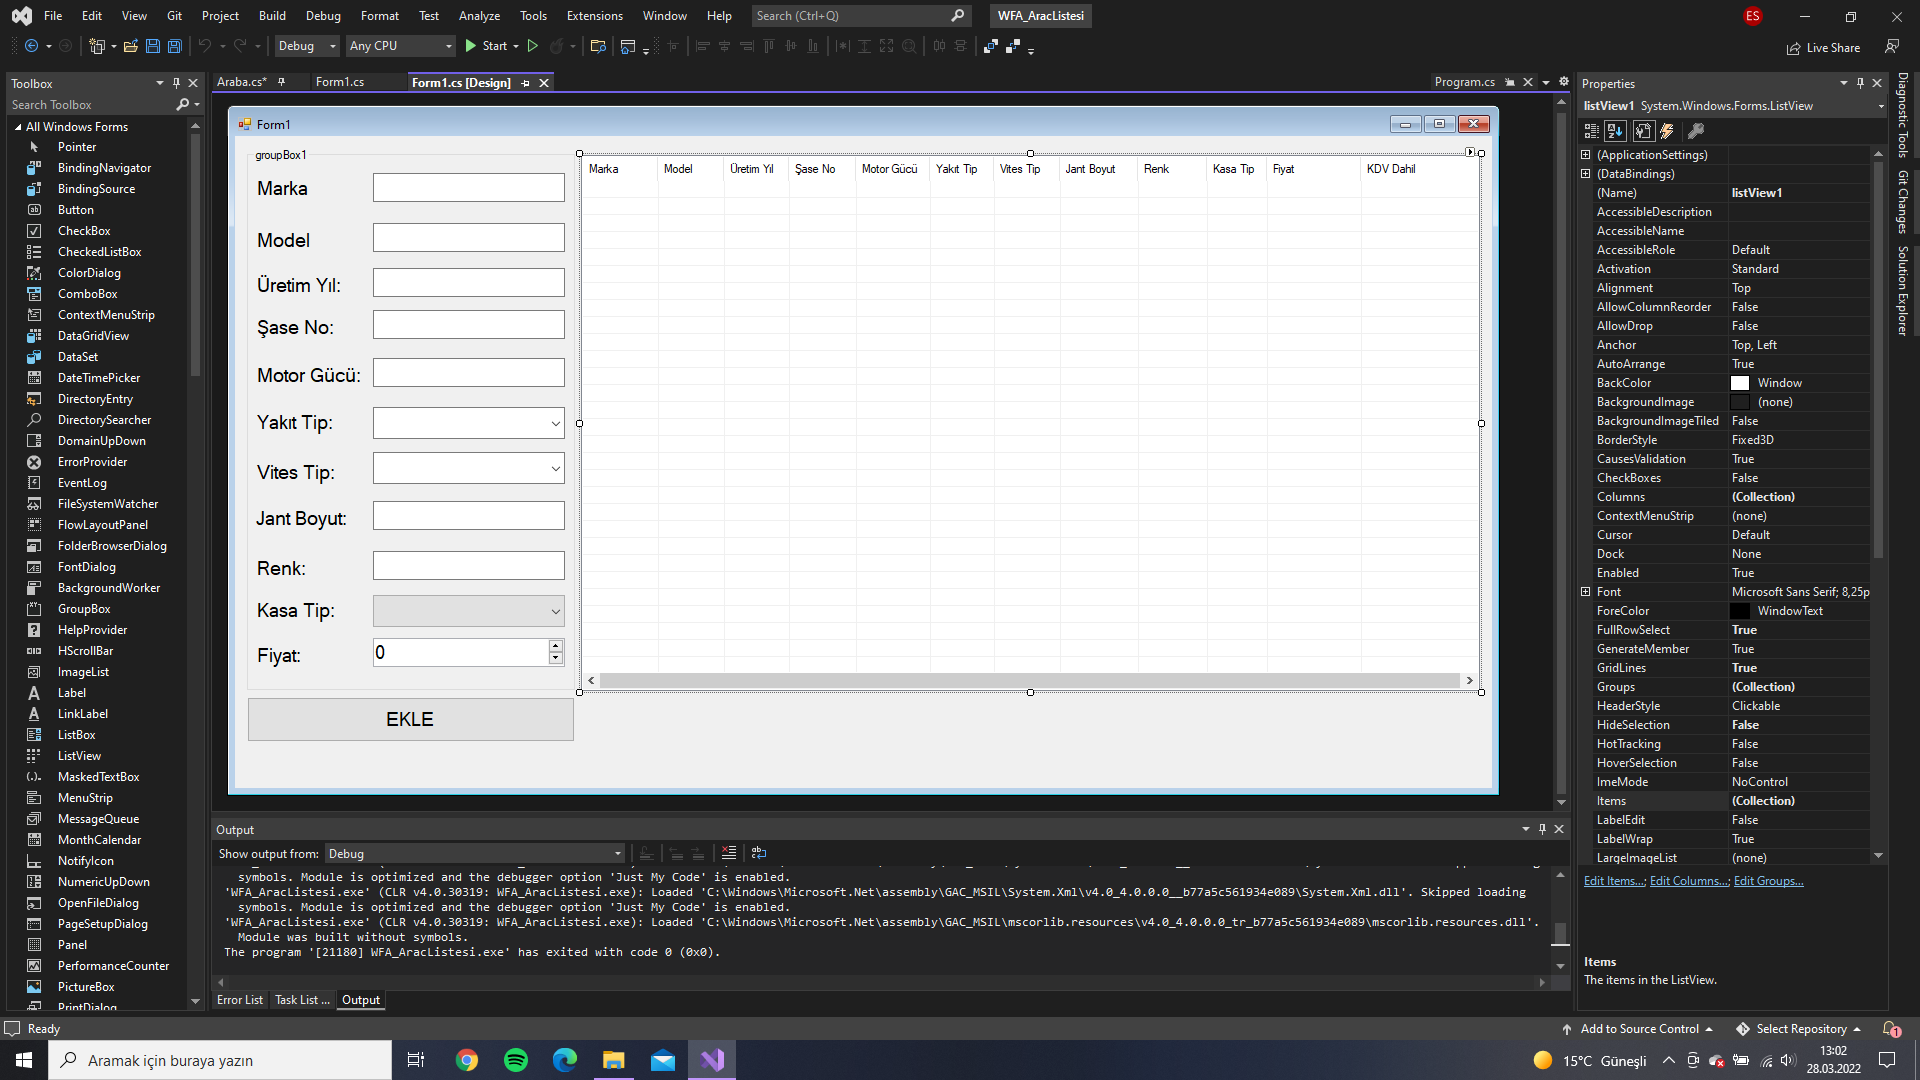 File Edit View Git Project Build Debug Format Test Analyze Tools Extensions Window Help Search (Ctrl+Q) WFA_AracListesi ES
Debug Any CPU Start Live Share
Toolbox
Search Toolbox
All Windows Forms
Pointer
BindingNavigator
BindingSource
Button
CheckBox
CheckedListBox
ColorDialog
ComboBox
ContextMenuStrip
DataGridView
DataSet
DateTimePicker
DirectoryEntry
DirectorySearcher
DomainUpDown
ErrorProvider
EventLog
FileSystemWatcher
FlowLayoutPanel
FolderBrowserDialog
FontDialog
BackgroundWorker
GroupBox
HelpProvider
HScrollBar
ImageList
Label
LinkLabel
ListBox
ListView
MaskedTextBox
MenuStrip
MessageQueue
MonthCalendar
NotifyIcon
NumericUpDown
OpenFileDialog
PageSetupDialog
Panel
PerformanceCounter
PictureBox
PrintDialog
Araba.cs* Form1.cs Form1.cs [Design] Program.cs
Form1
groupBox1
Marka
Model
Üretim Yıl:
Şase No:
Motor Gücü:
Yakıt Tip:
Vites Tip:
Jant Boyut:
Renk:
Kasa Tip:
Fiyat: 0
EKLE
Marka Model Üretim Yıl Şase No Motor Gücü Yakıt Tip Vites Tip Jant Boyut Renk Kasa Tip Fiyat KDV Dahil
Output
Show output from: Debug
symbols. Module is optimized and the debugger option 'Just My Code' is enabled.
'WFA_AracListesi.exe' (CLR v4.0.30319: WFA_AracListesi.exe): Loaded 'C:\Windows\Microsoft.Net\assembly\GAC_MSIL\System.Xml\v4.0_4.0.0.0__b77a5c561934e089\System.Xml.dll'. Skipped loading
symbols. Module is optimized and the debugger option 'Just My Code' is enabled.
'WFA_AracListesi.exe' (CLR v4.0.30319: WFA_AracListesi.exe): Loaded 'C:\Windows\Microsoft.Net\assembly\GAC_MSIL\mscorlib.resources\v4.0_4.0.0.0_tr_b77a5c561934e089\mscorlib.resources.dll'.
Module was built without symbols.
The program '[21180] WFA_AracListesi.exe' has exited with code 0 (0x0).
Error List Task List ... Output
Properties
listView1 System.Windows.Forms.ListView
(ApplicationSettings)
(DataBindings)
(Name) listView1
AccessibleDescription
AccessibleName
AccessibleRole Default
Activation Standard
Alignment Top
AllowColumnReorder False
AllowDrop False
Anchor Top, Left
AutoArrange True
BackColor Window
BackgroundImage (none)
BackgroundImageTiled False
BorderStyle Fixed3D
CausesValidation True
CheckBoxes False
Columns (Collection)
ContextMenuStrip (none)
Cursor Default
Dock None
Enabled True
Font Microsoft Sans Serif; 8,25p
ForeColor WindowText
FullRowSelect True
GenerateMember True
GridLines True
Groups (Collection)
HeaderStyle Clickable
HideSelection False
HotTracking False
HoverSelection False
ImeMode NoControl
Items (Collection)
LabelEdit False
LabelWrap True
LargeImageList (none)
Edit Items...; Edit Columns...; Edit Groups...
Items
The items in the ListView.
Diagnostic Tools
Git Changes
Solution Explorer
Ready Add to Source Control Select Repository 1
Aramak için buraya yazın 15°C Güneşli 13:02
28.03.2022